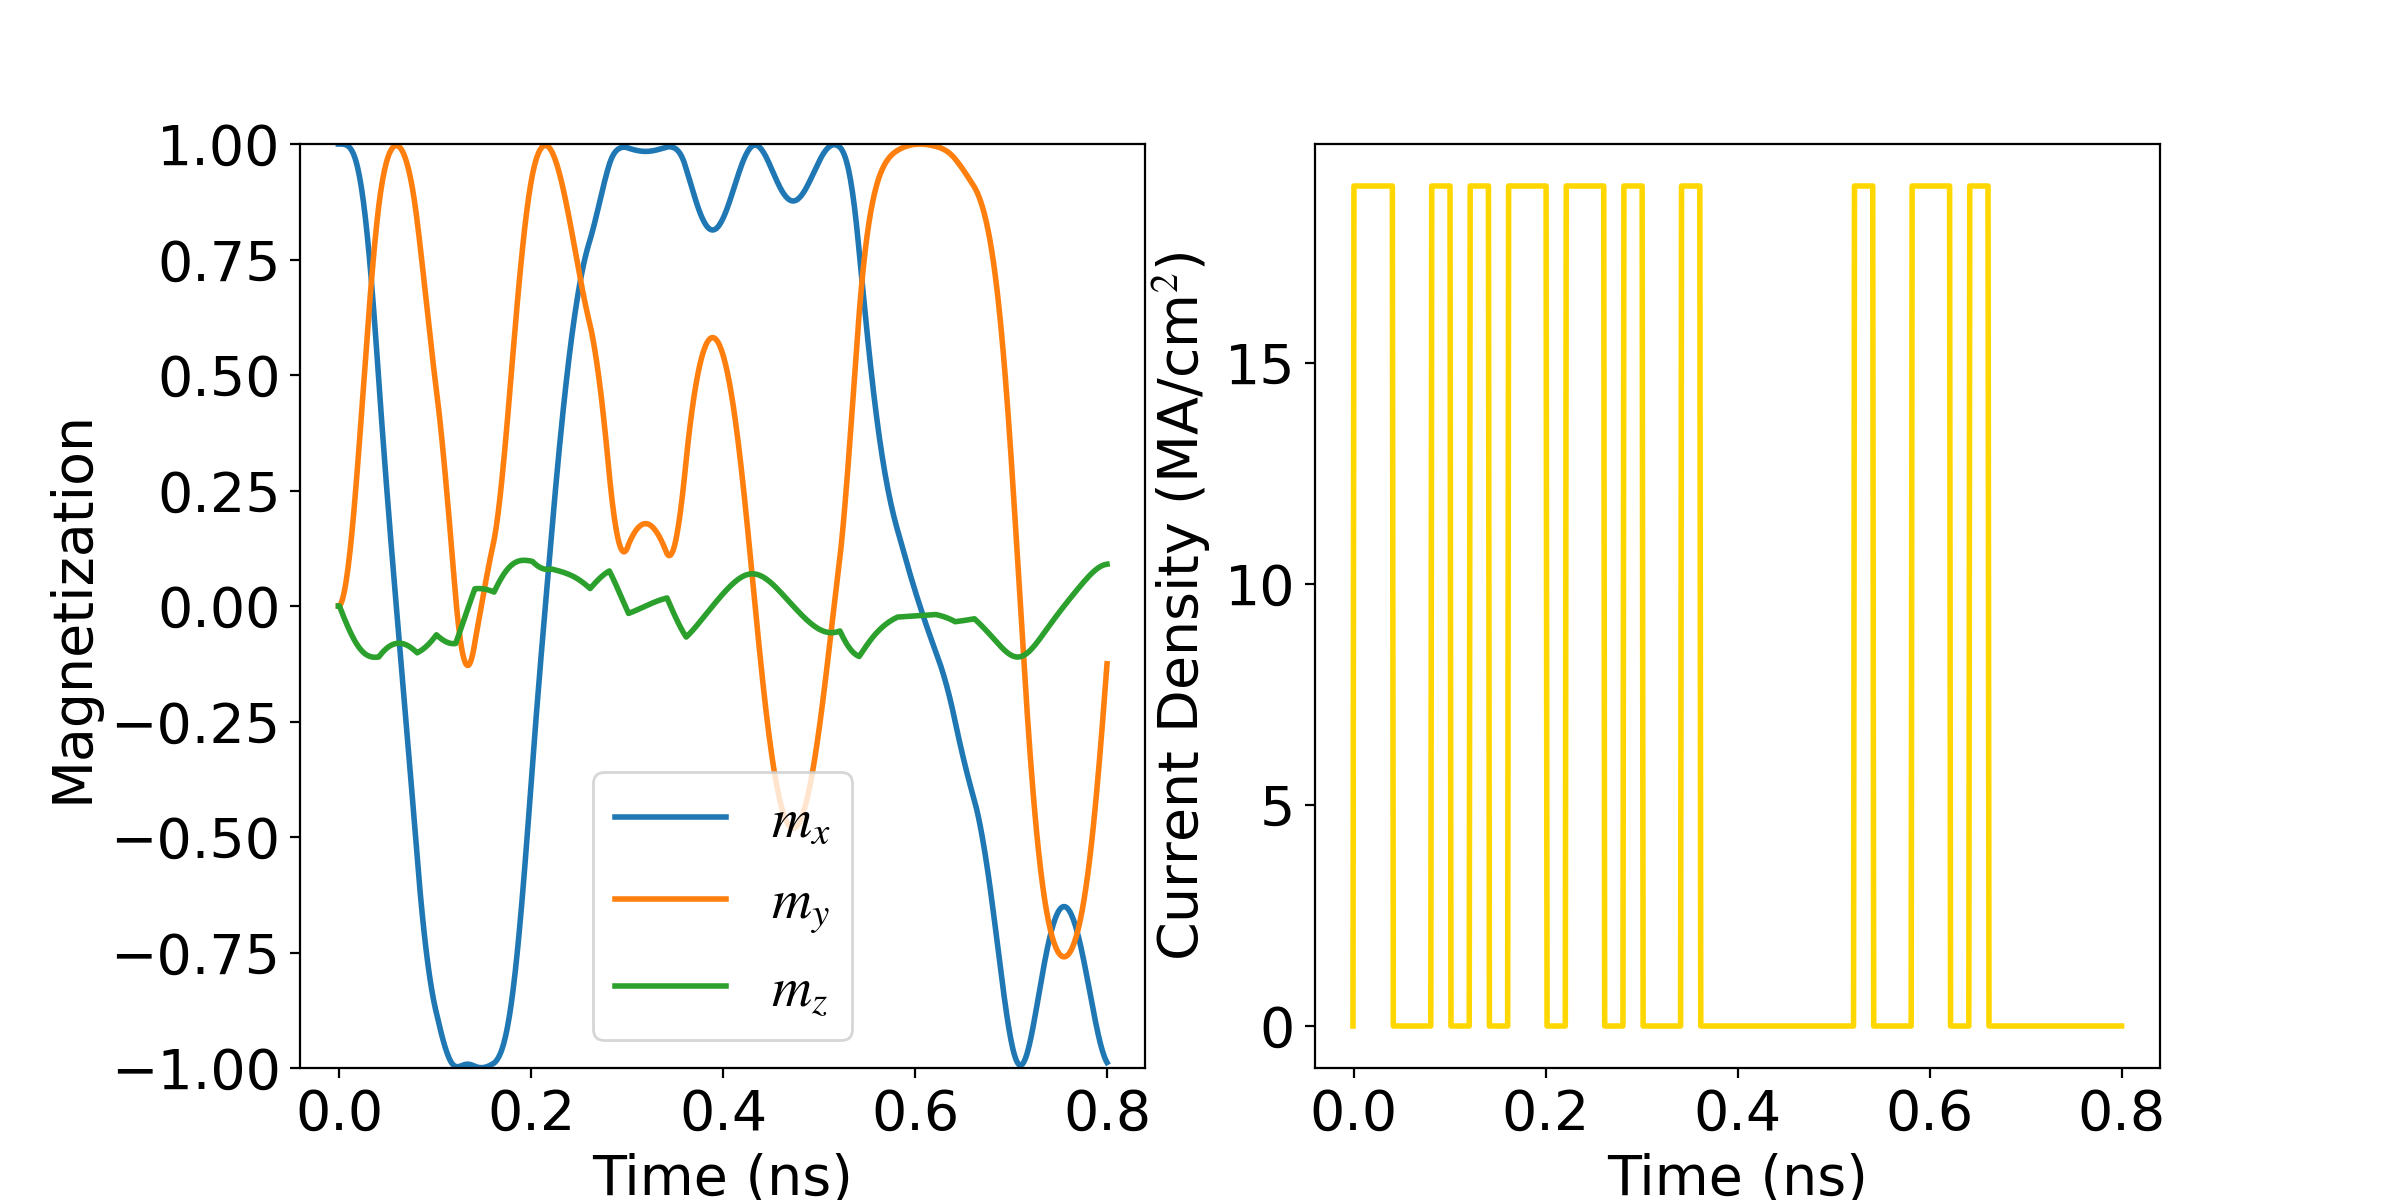 Magnetization
1.00
0.75
0.50
0.25
0.00
−0.25
−0.50
−0.75
−1.00
0.0 0.2 0.4 0.6 0.8
Time (ns)
m_x
m_y
m_z
Current Density (MA/cm²)
15
10
5
0
0.0 0.2 0.4 0.6 0.8
Time (ns)